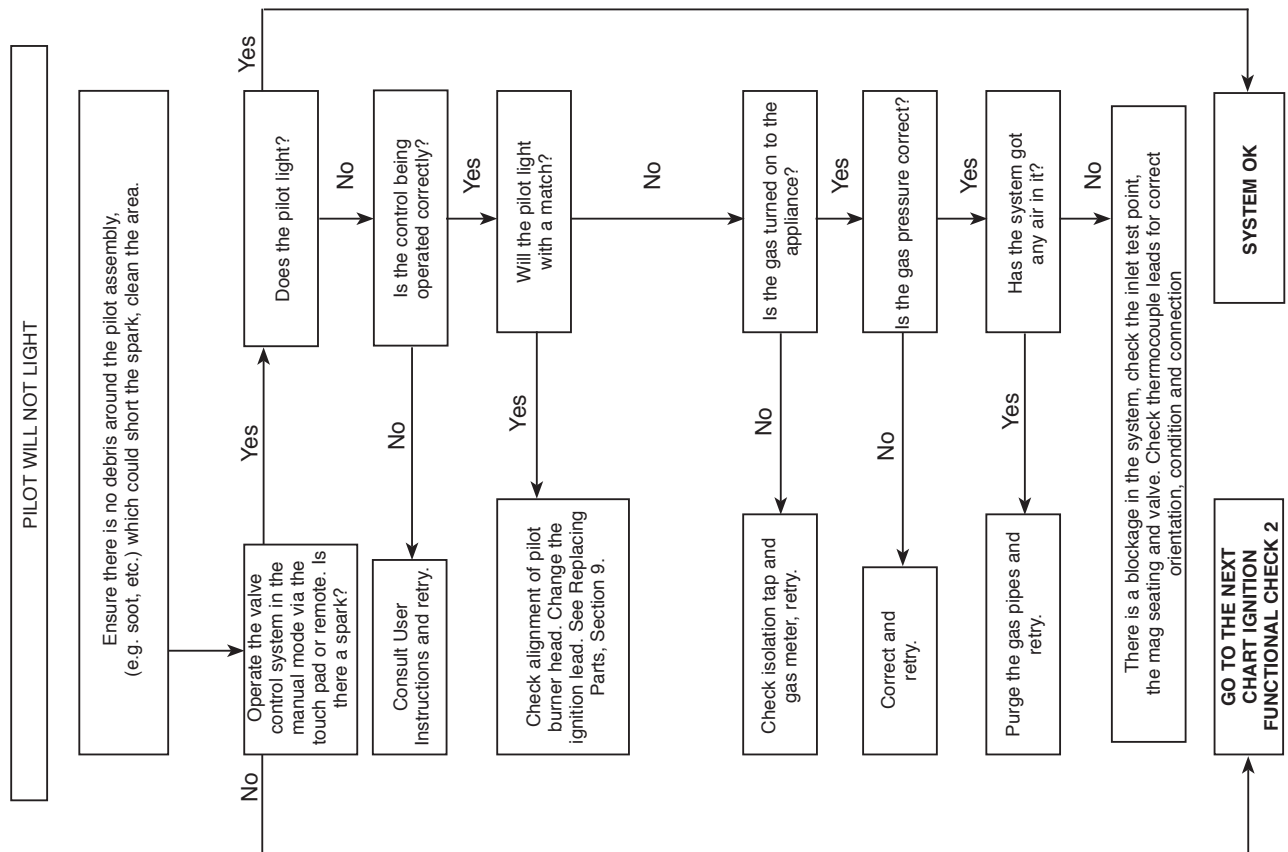 PILOT WILL NOT LIGHT
Ensure there is no debris around the pilot assembly,
(e.g. soot, etc.) which could short the spark, clean the area.
Operate the valve
control system in the
manual mode via the
touch pad or remote. Is
there a spark?
Yes
No
Does the pilot light?
Yes
No
Is the control being
operated correctly?
No
Yes
Consult User
Instructions and retry.
Will the pilot light
with a match?
Yes
No
Check alignment of pilot
burner head. Change the
ignition lead. See Replacing
Parts, Section 9.
Is the gas turned on to the
appliance?
No
Yes
Check isolation tap and
gas meter, retry.
Is the gas pressure correct?
No
Yes
Correct and
retry.
Has the system got
any air in it?
Yes
No
Purge the gas pipes and
retry.
There is a blockage in the system, check the inlet test point,
the mag seating and valve. Check thermocouple leads for correct
orientation, condition and connection
GO TO THE NEXT
CHART IGNITION
FUNCTIONAL CHECK 2
SYSTEM OK